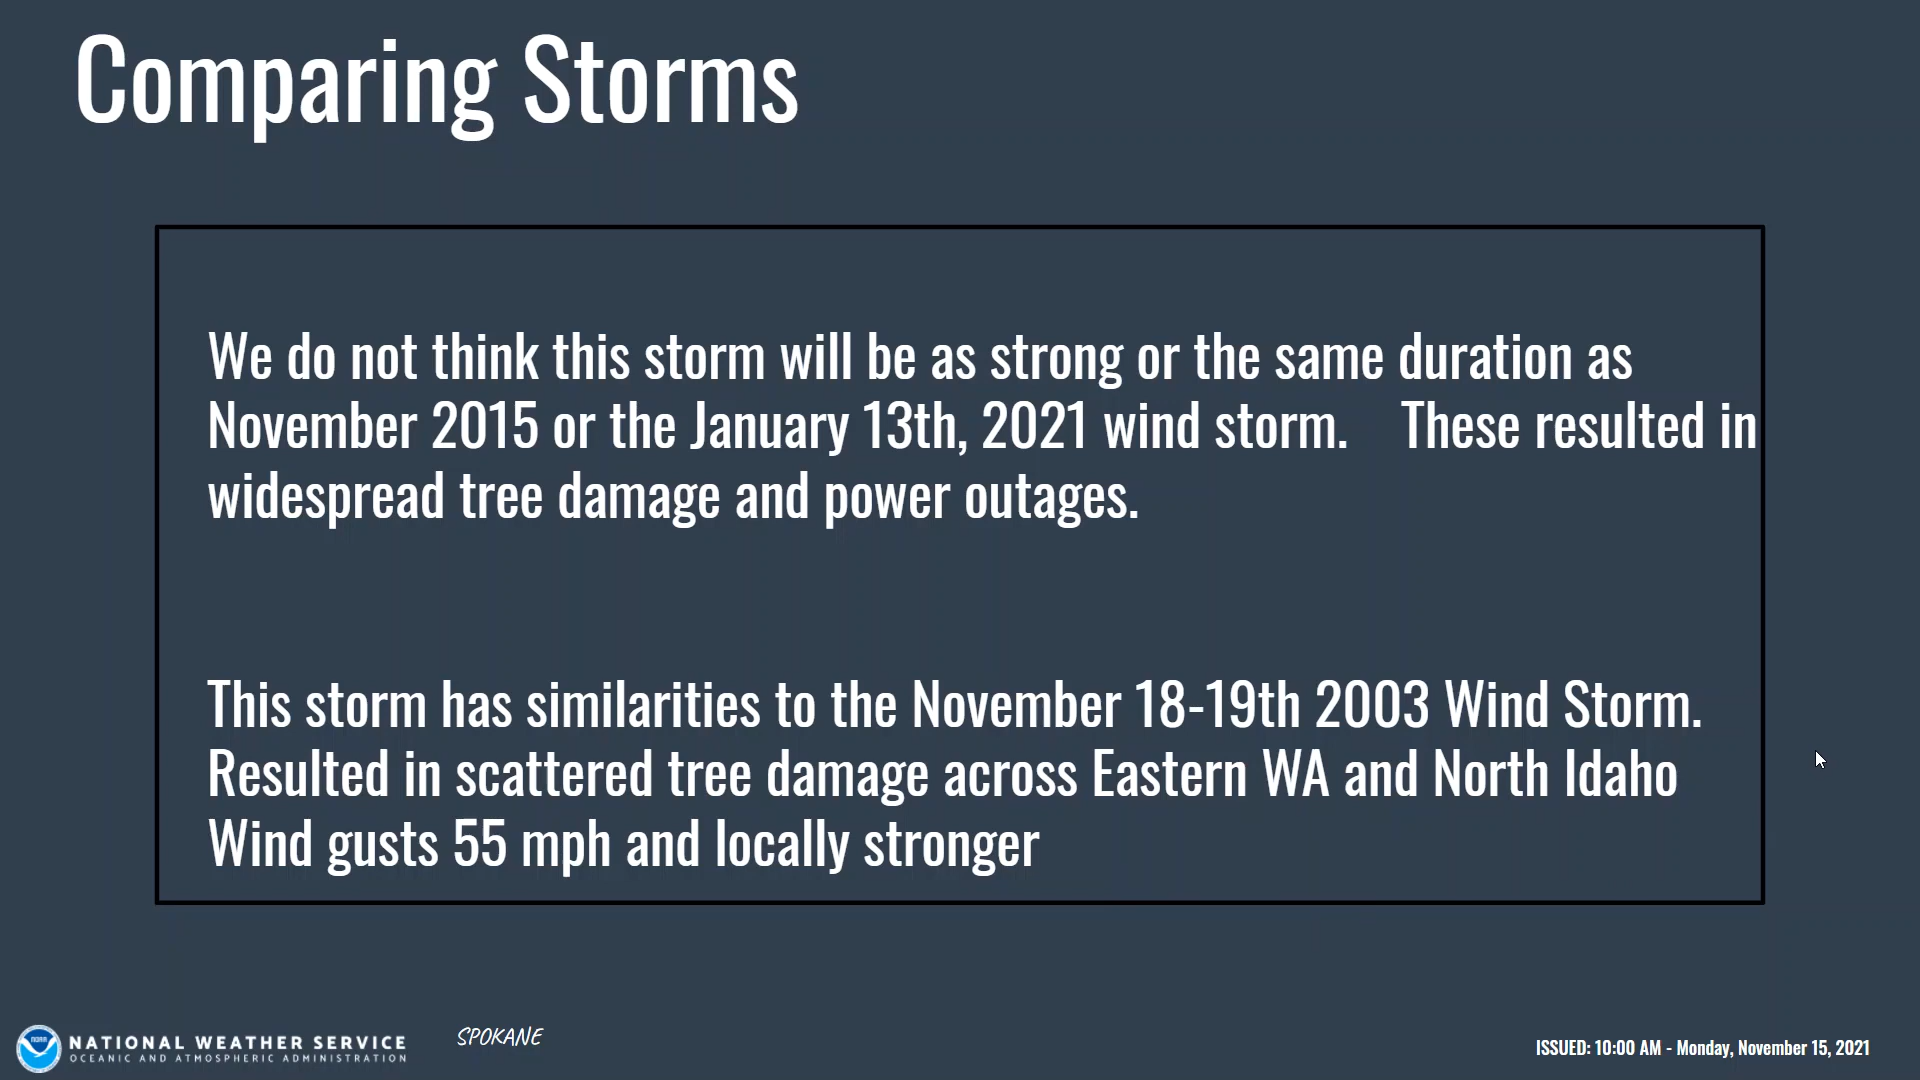 Comparing Storms
We do not think this storm will be as strong or the same duration as
November 2015 or the January 13th, 2021 wind storm. These resulted in
widespread tree damage and power outages.
This storm has similarities to the November 18-19th 2003 Wind Storm.
Resulted in scattered tree damage across Eastern WA and North Idaho
Wind gusts 55 mph and locally stronger
NOAA
NATIONAL WEATHER SERVICE
OCEANIC AND ATMOSPHERIC ADMINISTRATION
SPOKANE
ISSUED: 10:00 AM - Monday, November 15, 2021